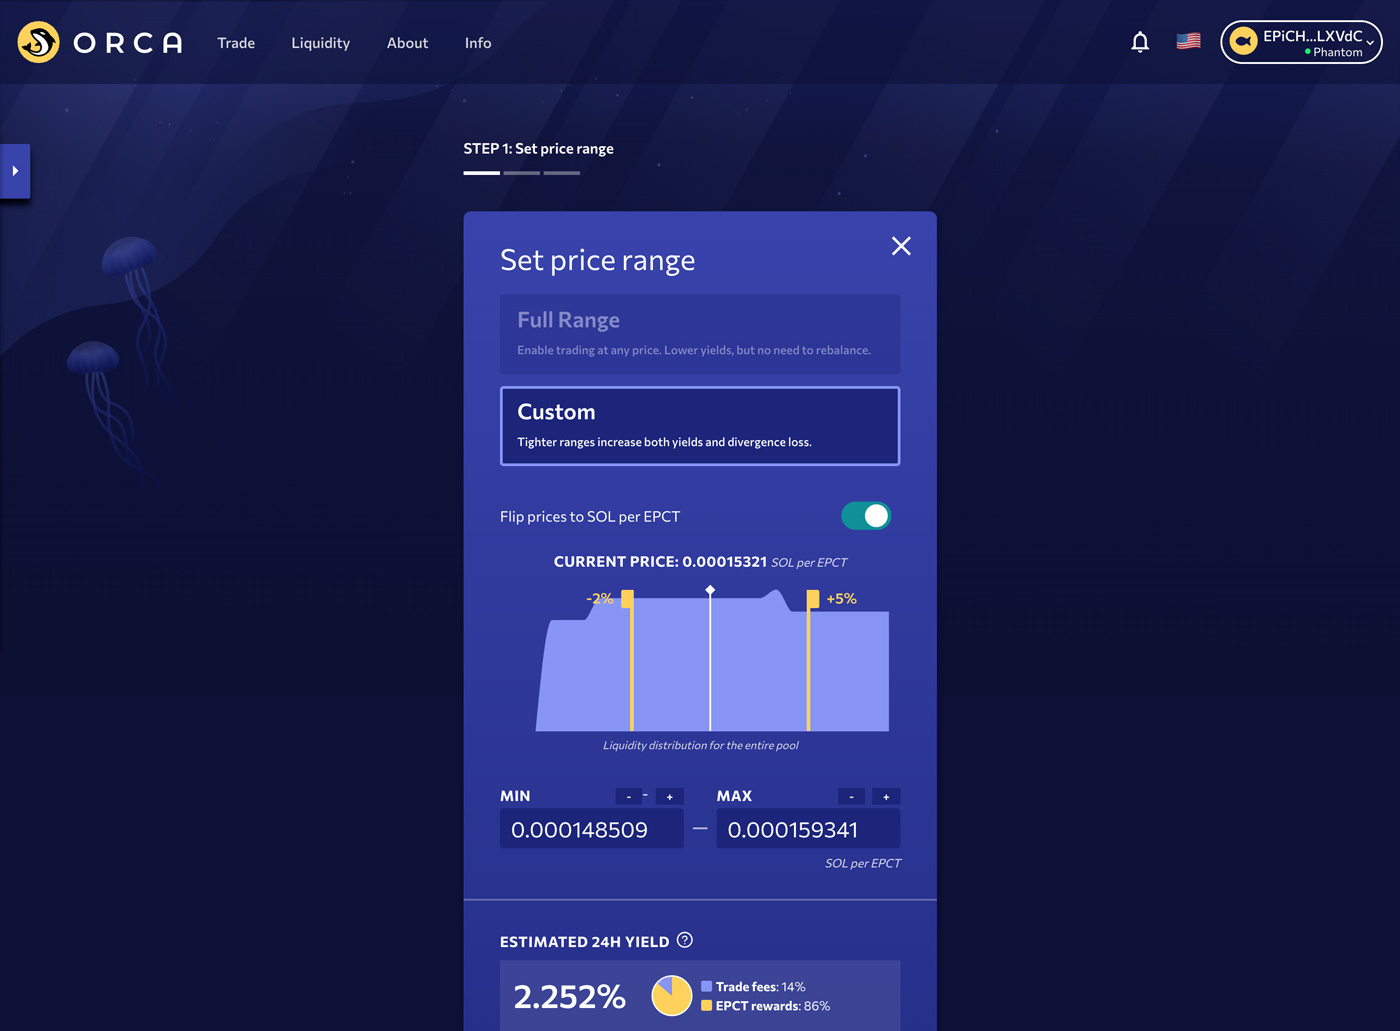 ORCA Trade Liquidity About Info EPiCH...LXVdC
Phantom
STEP 1: Set price range
Set price range
Full Range
Enable trading at any price. Lower yields, but no need to rebalance.
Custom
Tighter ranges increase both yields and divergence loss.
Flip prices to SOL per EPCT
CURRENT PRICE: 0.00015321 SOL per EPCT
-2% +5%
Liquidity distribution for the entire pool
MIN - - + MAX - +
0.000148509 — 0.000159341
SOL per EPCT
ESTIMATED 24H YIELD ?
2.252% Trade fees: 14%
EPCT rewards: 86%